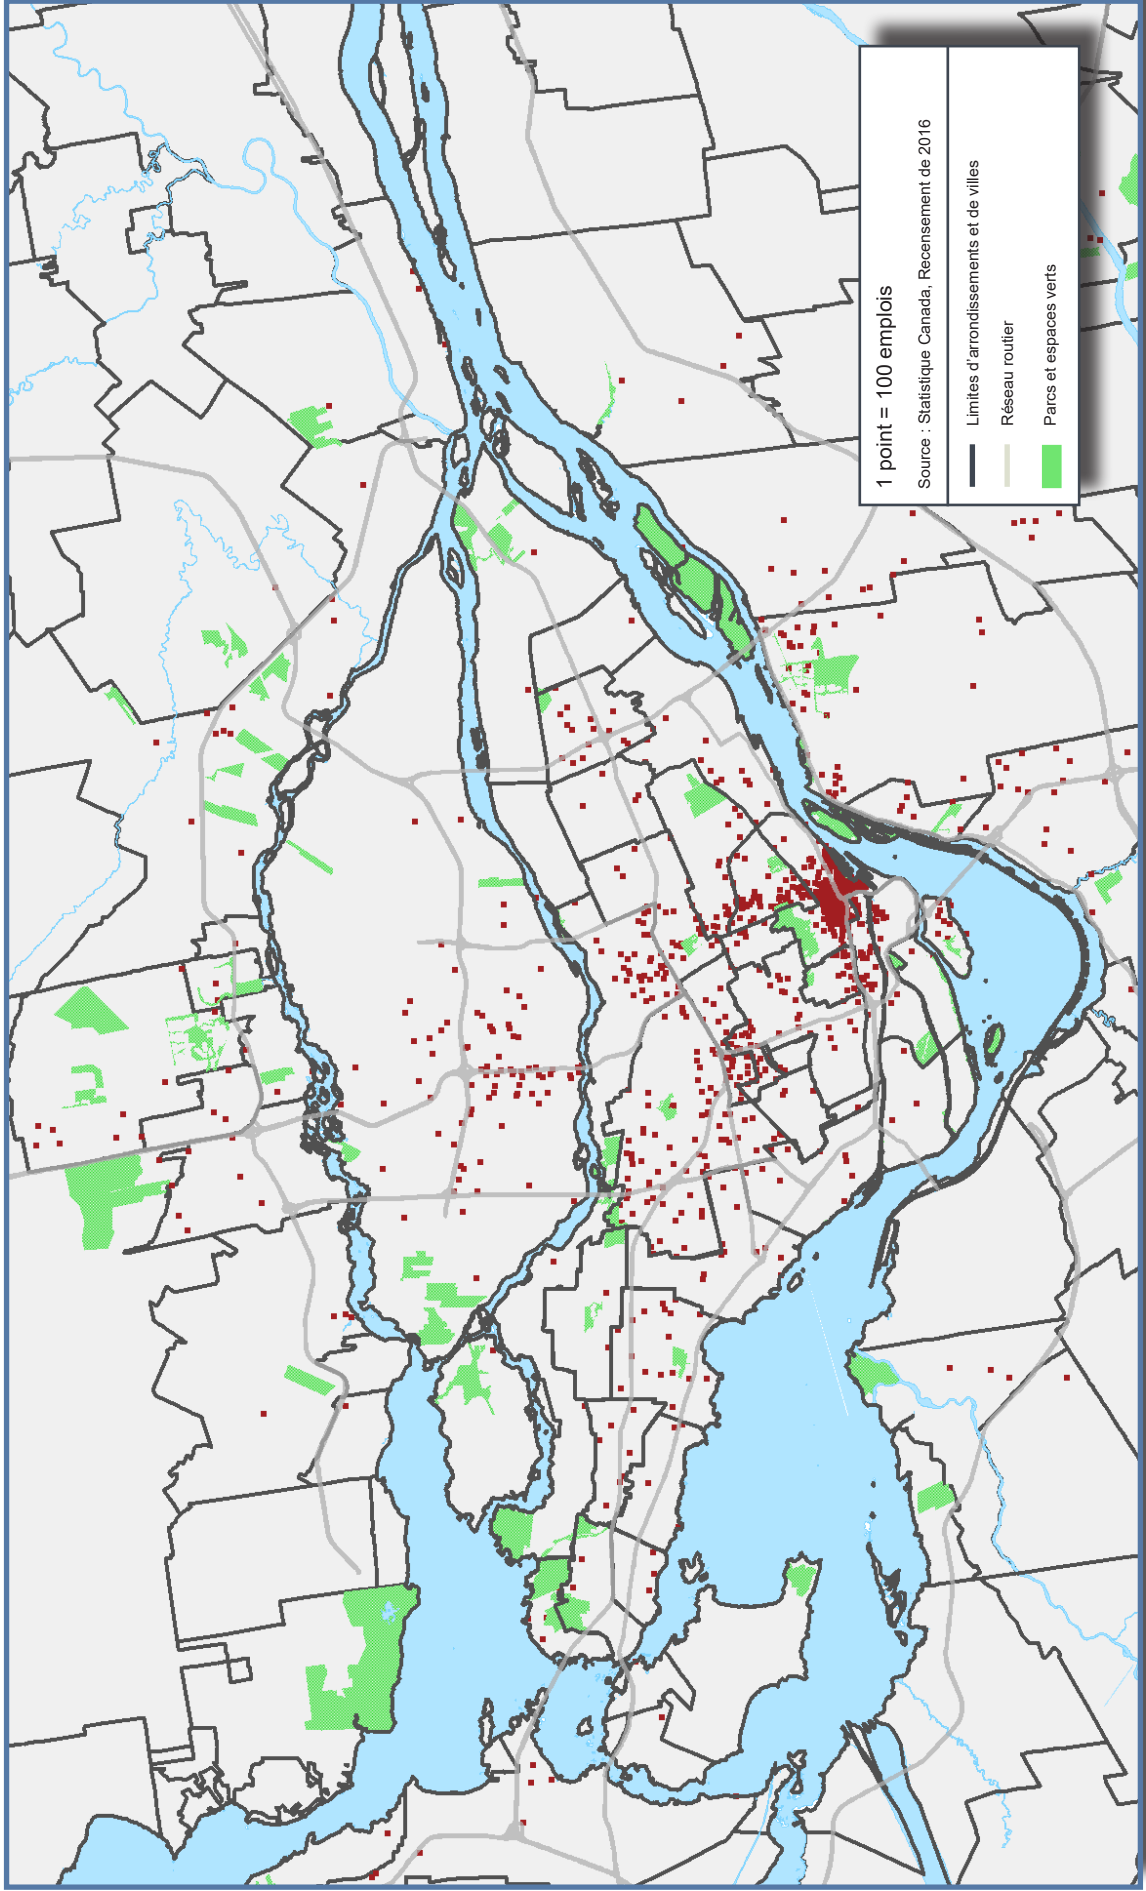 1 point = 100 emplois
Source : Statistique Canada, Recensement de 2016
Limites d'arrondissements et de villes
Réseau routier
Parcs et espaces verts